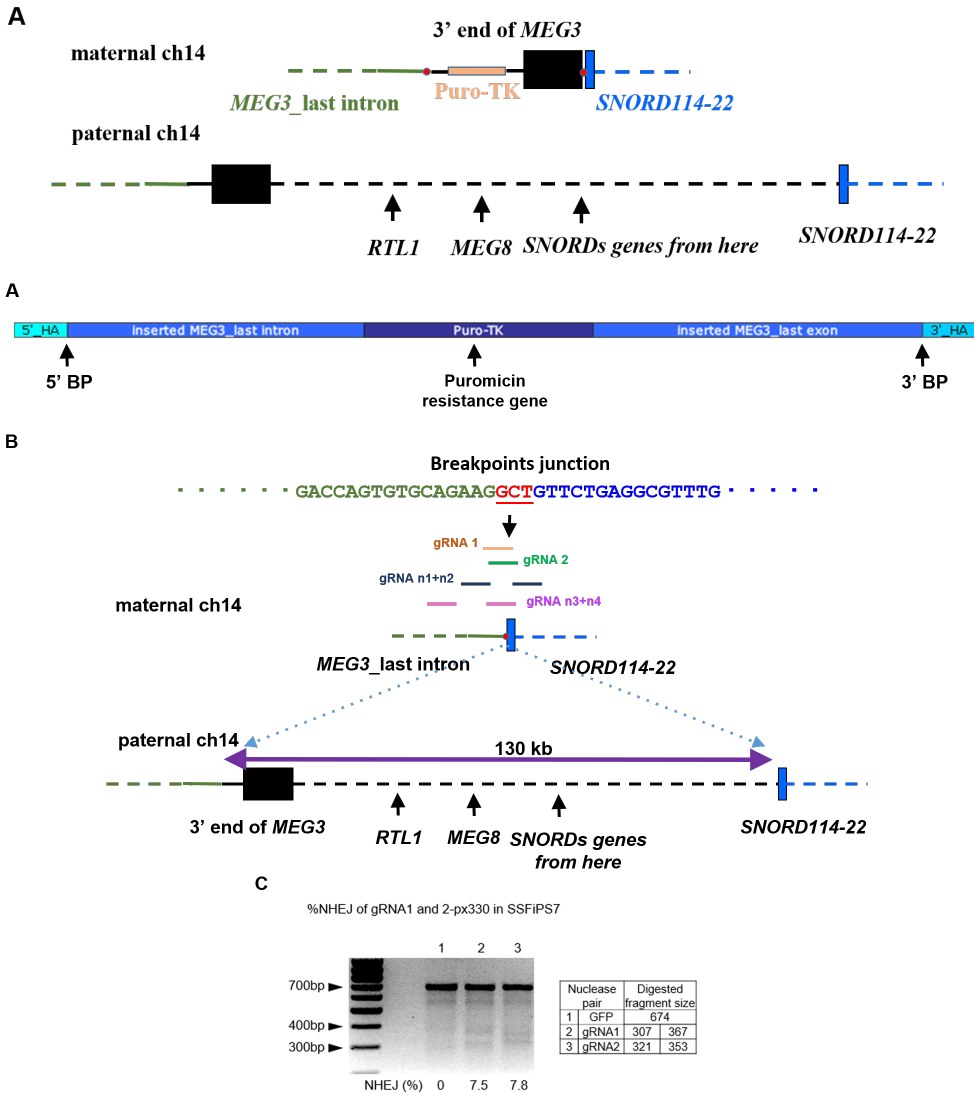 A
3' end of MEG3
maternal ch14
Puro-TK
MEG3_last intron
SNORD114-22
paternal ch14
RTL1
MEG8
SNORDs genes from here
SNORD114-22
A
5'_HA inserted MEG3_last intron Puro-TK inserted MEG3_last exon 3'_HA
5' BP
Puromicin
resistance gene
3' BP
B
Breakpoints junction
GACCAGTGTGCAGAAGGCTGTTCTGAGGCGTTTG
gRNA 1
gRNA 2
gRNA n1+n2
gRNA n3+n4
maternal ch14
MEG3_last intron
SNORD114-22
paternal ch14
130 kb
3' end of MEG3
RTL1
MEG8
SNORDs genes
from here
SNORD114-22
C
%NHEJ of gRNA1 and 2-px330 in SSFiPS7
1 2 3
700bp
400bp
300bp
NHEJ (%) 0 7.5 7.8
Nuclease Digested
pair fragment size
1 GFP 674
2 gRNA1 307 367
3 gRNA2 321 353